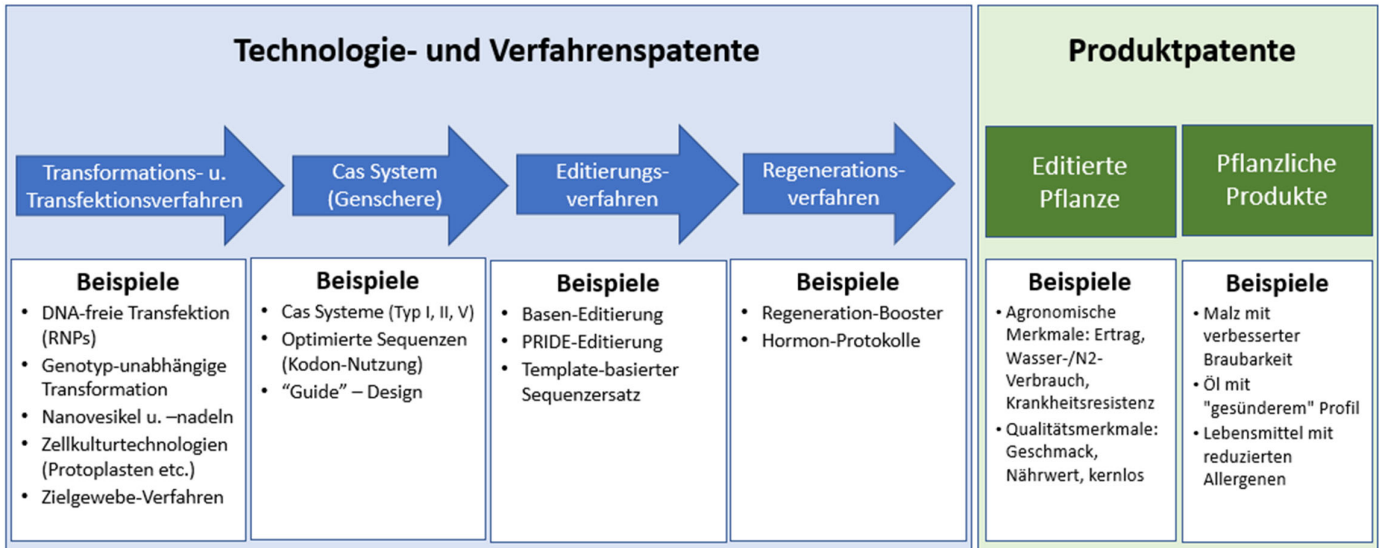 Technologie- und Verfahrenspatente
Produktpatente
Transformations- u.
Transfektionsverfahren
Cas System
(Genschere)
Editierungs-
verfahren
Regenerations-
verfahren
Editierte
Pflanze
Pflanzliche
Produkte
Beispiele
• DNA-freie Transfektion
(RNPs)
• Genotyp-unabhängige
Transformation
• Nanovesikel u. –nadeln
• Zellkulturtechnologien
(Protoplasten etc.)
• Zielgewebe-Verfahren
Beispiele
• Cas Systeme (Typ I, II, V)
• Optimierte Sequenzen
(Kodon-Nutzung)
• “Guide” – Design
Beispiele
• Basen-Editierung
• PRIDE-Editierung
• Template-basierter
Sequenzersatz
Beispiele
• Regeneration-Booster
• Hormon-Protokolle
Beispiele
• Agronomische
Merkmale: Ertrag,
Wasser-/N2-
Verbrauch,
Krankheitsresistenz
• Qualitätsmerkmale:
Geschmack,
Nährwert, kernlos
Beispiele
• Malz mit
verbesserter
Braubarkeit
• Öl mit
"gesünderem" Profil
• Lebensmittel mit
reduzierten
Allergenen